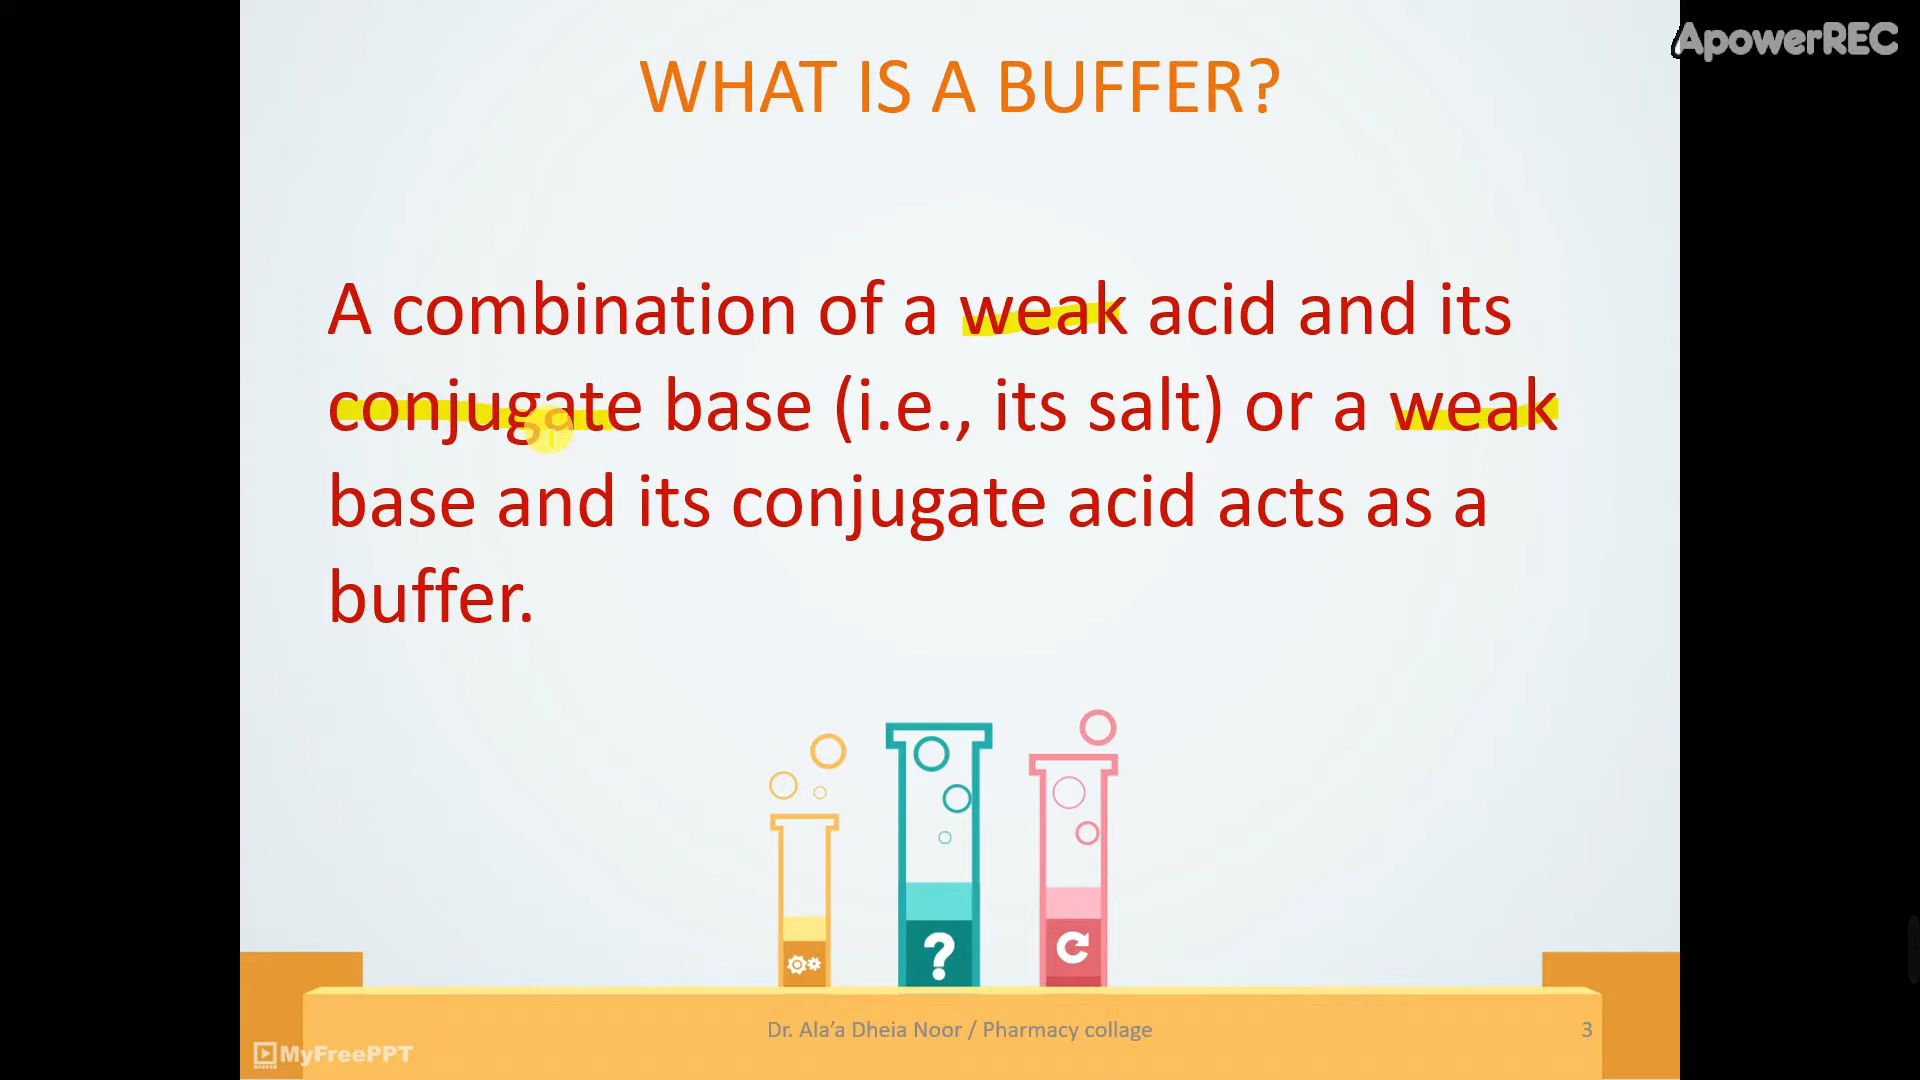 ApowerREC
WHAT IS A BUFFER?
A combination of a weak acid and its
conjugate base (i.e., its salt) or a weak
base and its conjugate acid acts as a
buffer.
?
Dr. Ala’a Dheia Noor / Pharmacy collage
3
MyFreePPT